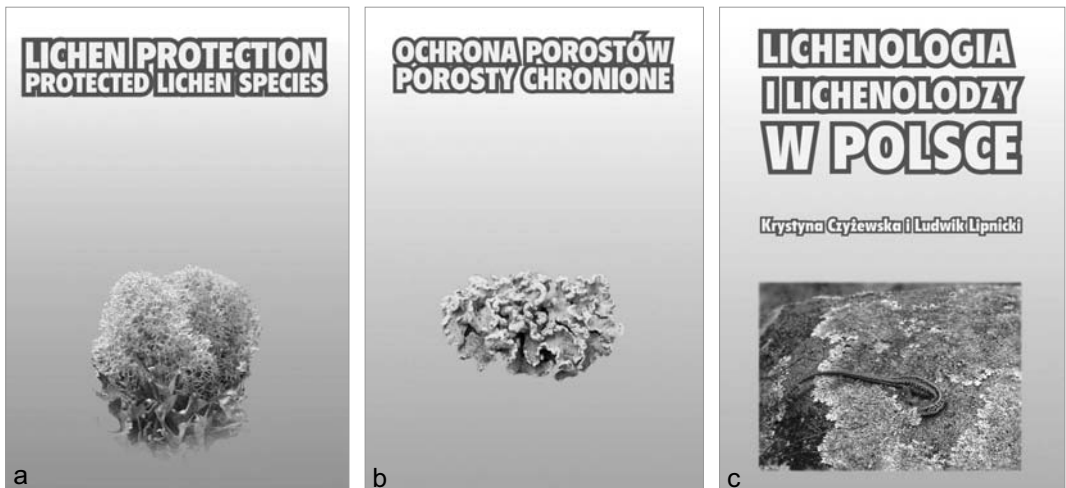 LICHEN PROTECTION
PROTECTED LICHEN SPECIES
a
OCHRONA POROSTÓW
POROSTY CHRONIONE
b
LICHENOLOGIA
I LICHENOLODZY
W POLSCE
Krystyna Czyżewska i Ludwik Lipnicki
c